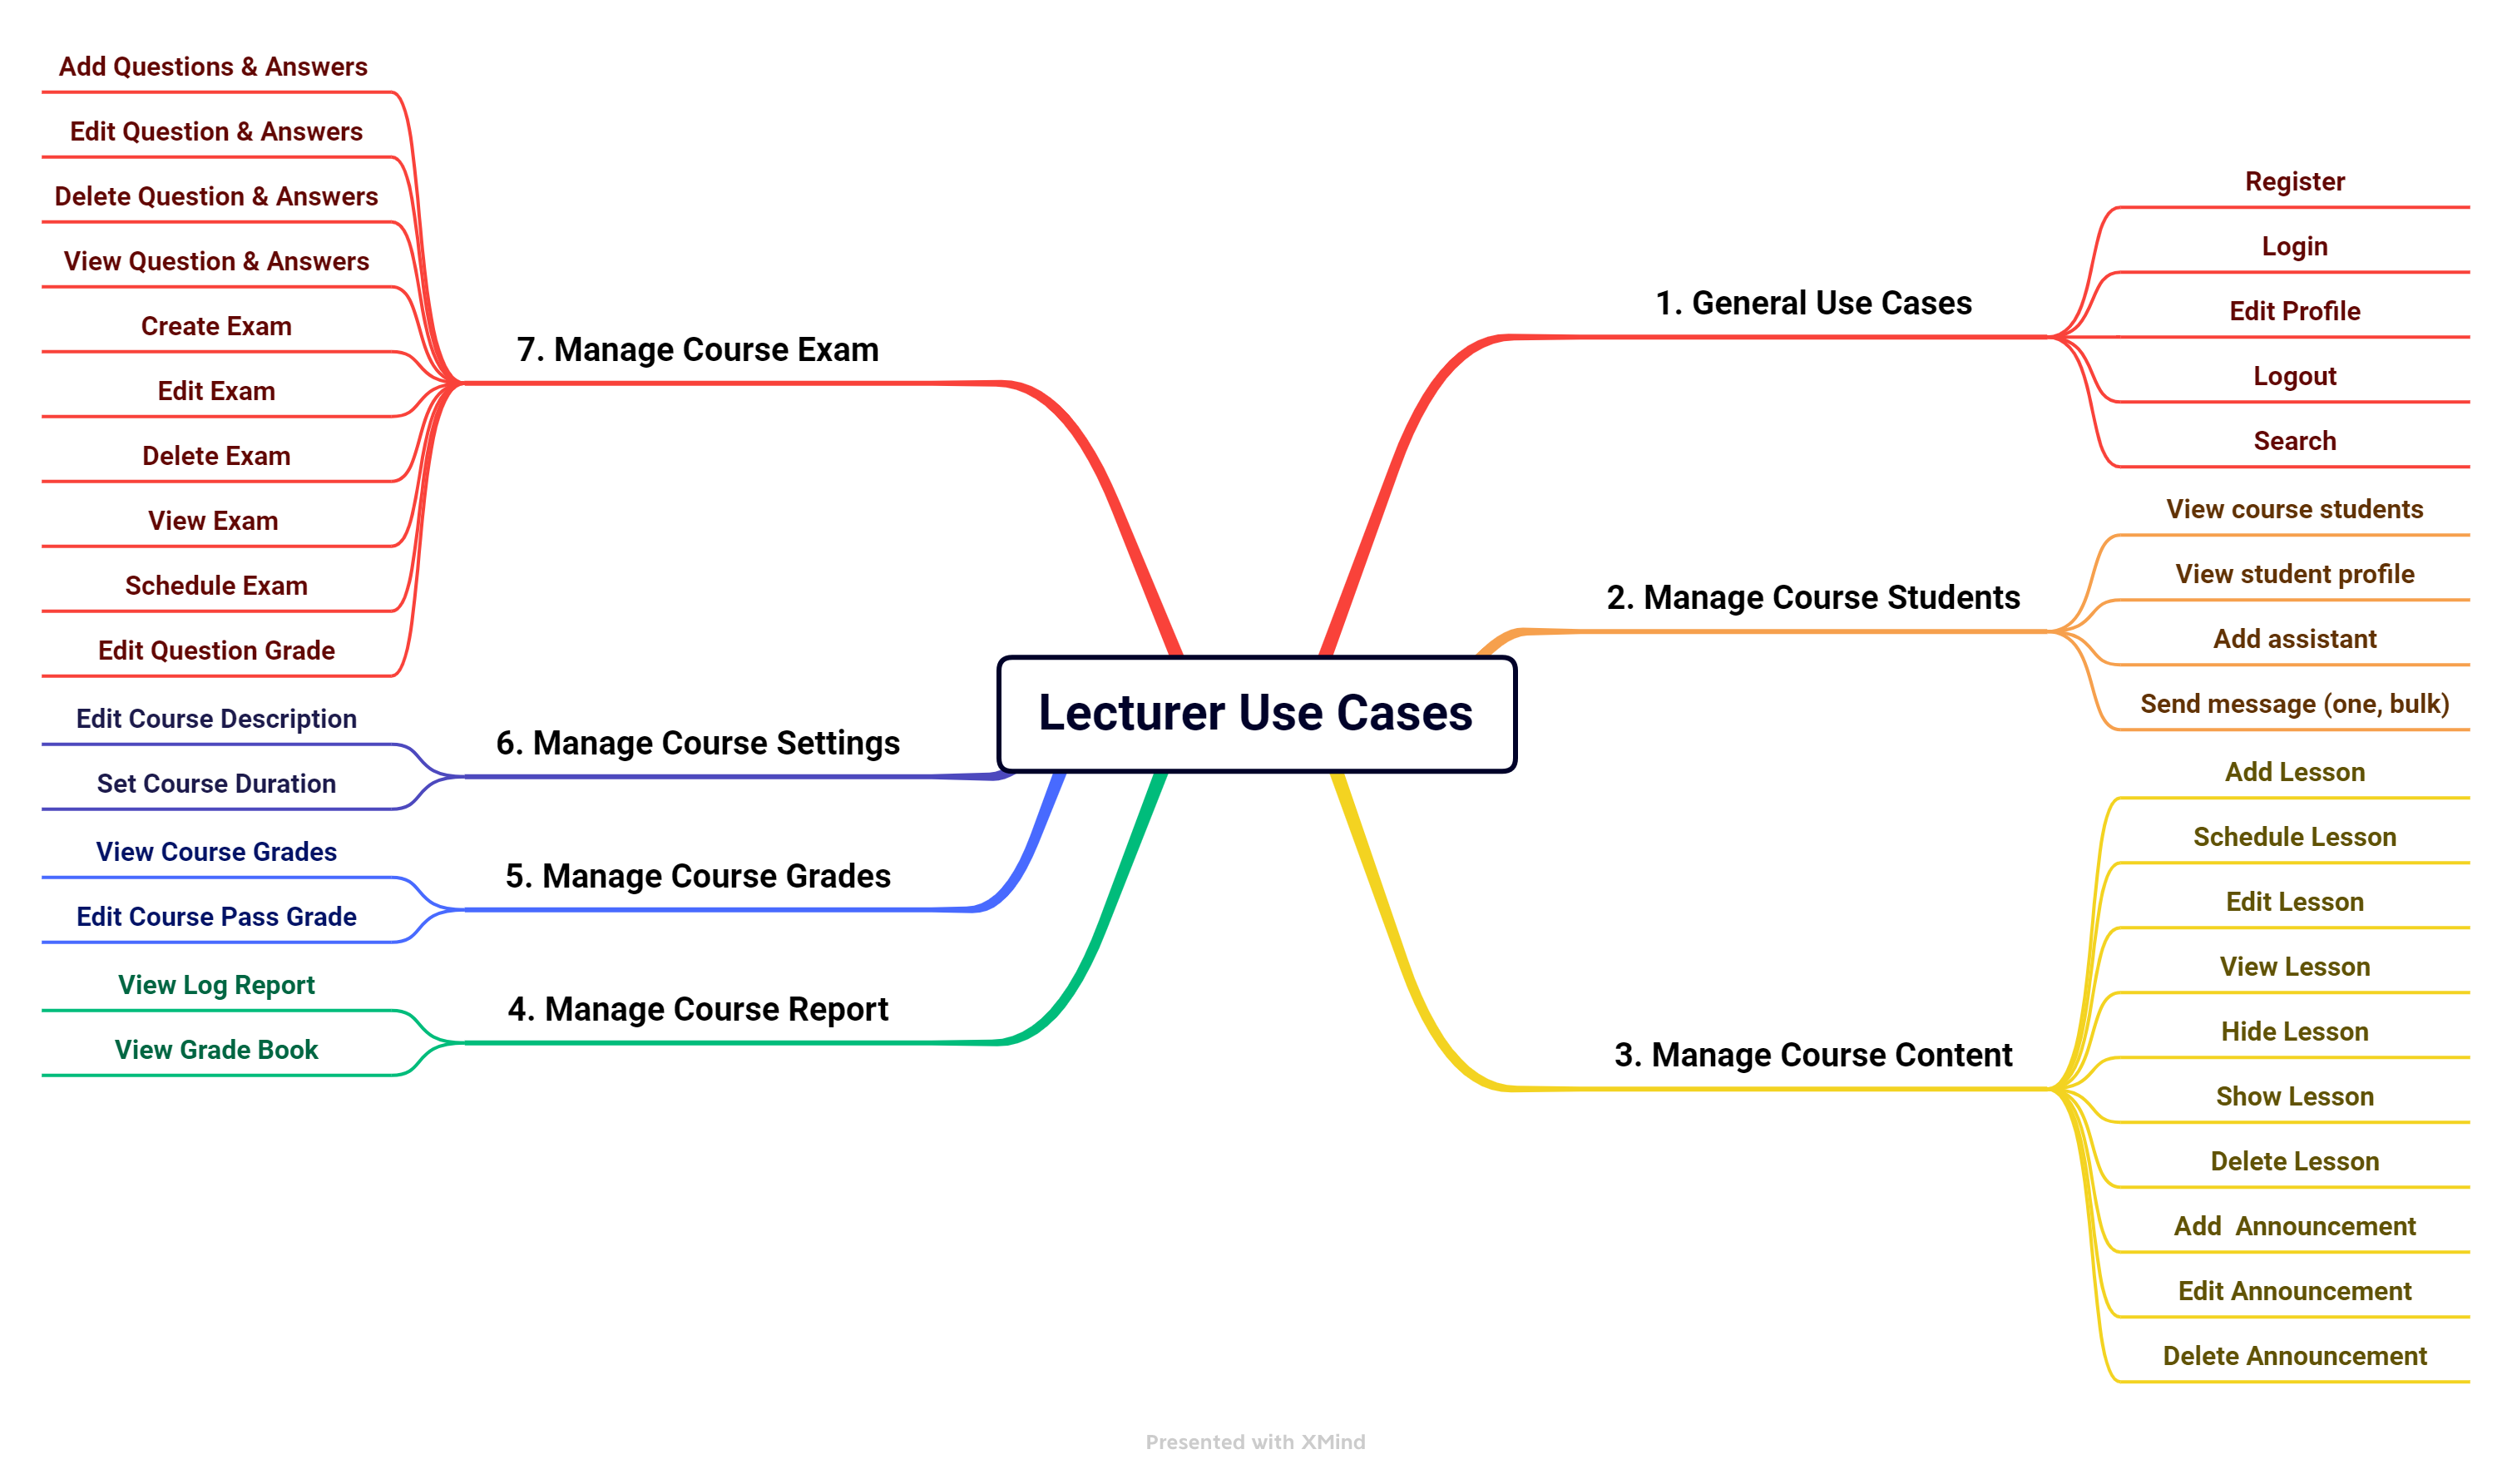 Lecturer Use Cases
1. General Use Cases
Register
Login
Edit Profile
Logout
Search
2. Manage Course Students
View course students
View student profile
Add assistant
Send message (one, bulk)
3. Manage Course Content
Add Lesson
Schedule Lesson
Edit Lesson
View Lesson
Hide Lesson
Show Lesson
Delete Lesson
Add  Announcement
Edit Announcement
Delete Announcement
4. Manage Course Report
View Log Report
View Grade Book
5. Manage Course Grades
View Course Grades
Edit Course Pass Grade
6. Manage Course Settings
Edit Course Description
Set Course Duration
7. Manage Course Exam
Add Questions & Answers
Edit Question & Answers
Delete Question & Answers
View Question & Answers
Create Exam
Edit Exam
Delete Exam
View Exam
Schedule Exam
Edit Question Grade
Presented with XMind